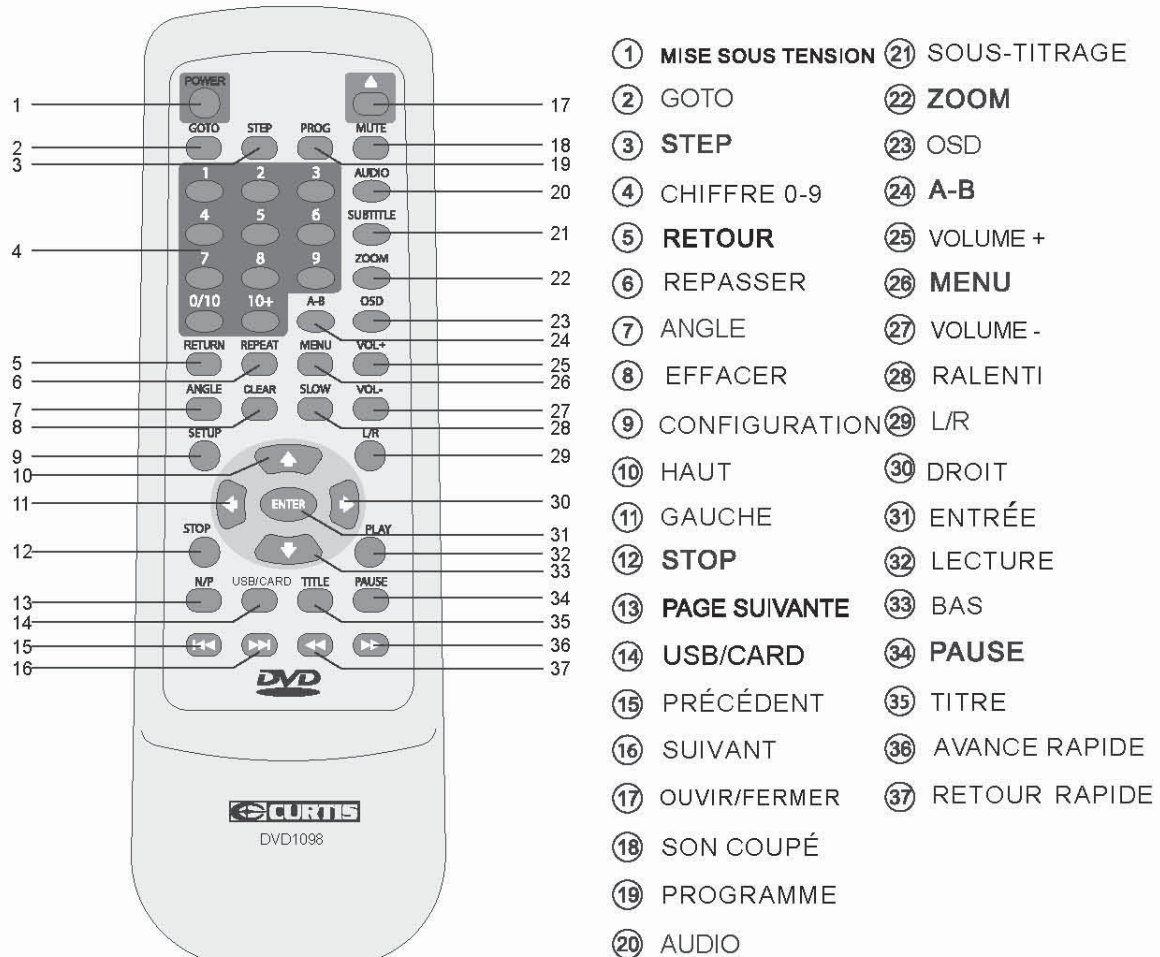 POWER
1 17
GOTO STEP PROG MUTE
2 18
3 19
1 2 3 AUDIO
20
4 5 6 SUBTITLE
21
4
7 8 9 ZOOM
22
0/10 10+ A-B OSD
23
24
RETURN REPEAT MENU VOL+
5 25
6 26
ANGLE CLEAR SLOW VOL-
7 27
8 28
SETUP L/R
9 29
10
11 ENTER 30
STOP PLAY
31
12 32
33
N/P USB/CARD TITLE PAUSE
13 34
14 35
15 36
16 37
DVD
CURTIS
DVD1098
1 MISE SOUS TENSION
2 GOTO
3 STEP
4 CHIFFRE 0-9
5 RETOUR
6 REPASSER
7 ANGLE
8 EFFACER
9 CONFIGURATION
10 HAUT
11 GAUCHE
12 STOP
13 PAGE SUIVANTE
14 USB/CARD
15 PRÉCÉDENT
16 SUIVANT
17 OUVIR/FERMER
18 SON COUPÉ
19 PROGRAMME
20 AUDIO
21 SOUS-TITRAGE
22 ZOOM
23 OSD
24 A-B
25 VOLUME +
26 MENU
27 VOLUME -
28 RALENTI
29 L/R
30 DROIT
31 ENTRÉE
32 LECTURE
33 BAS
34 PAUSE
35 TITRE
36 AVANCE RAPIDE
37 RETOUR RAPIDE